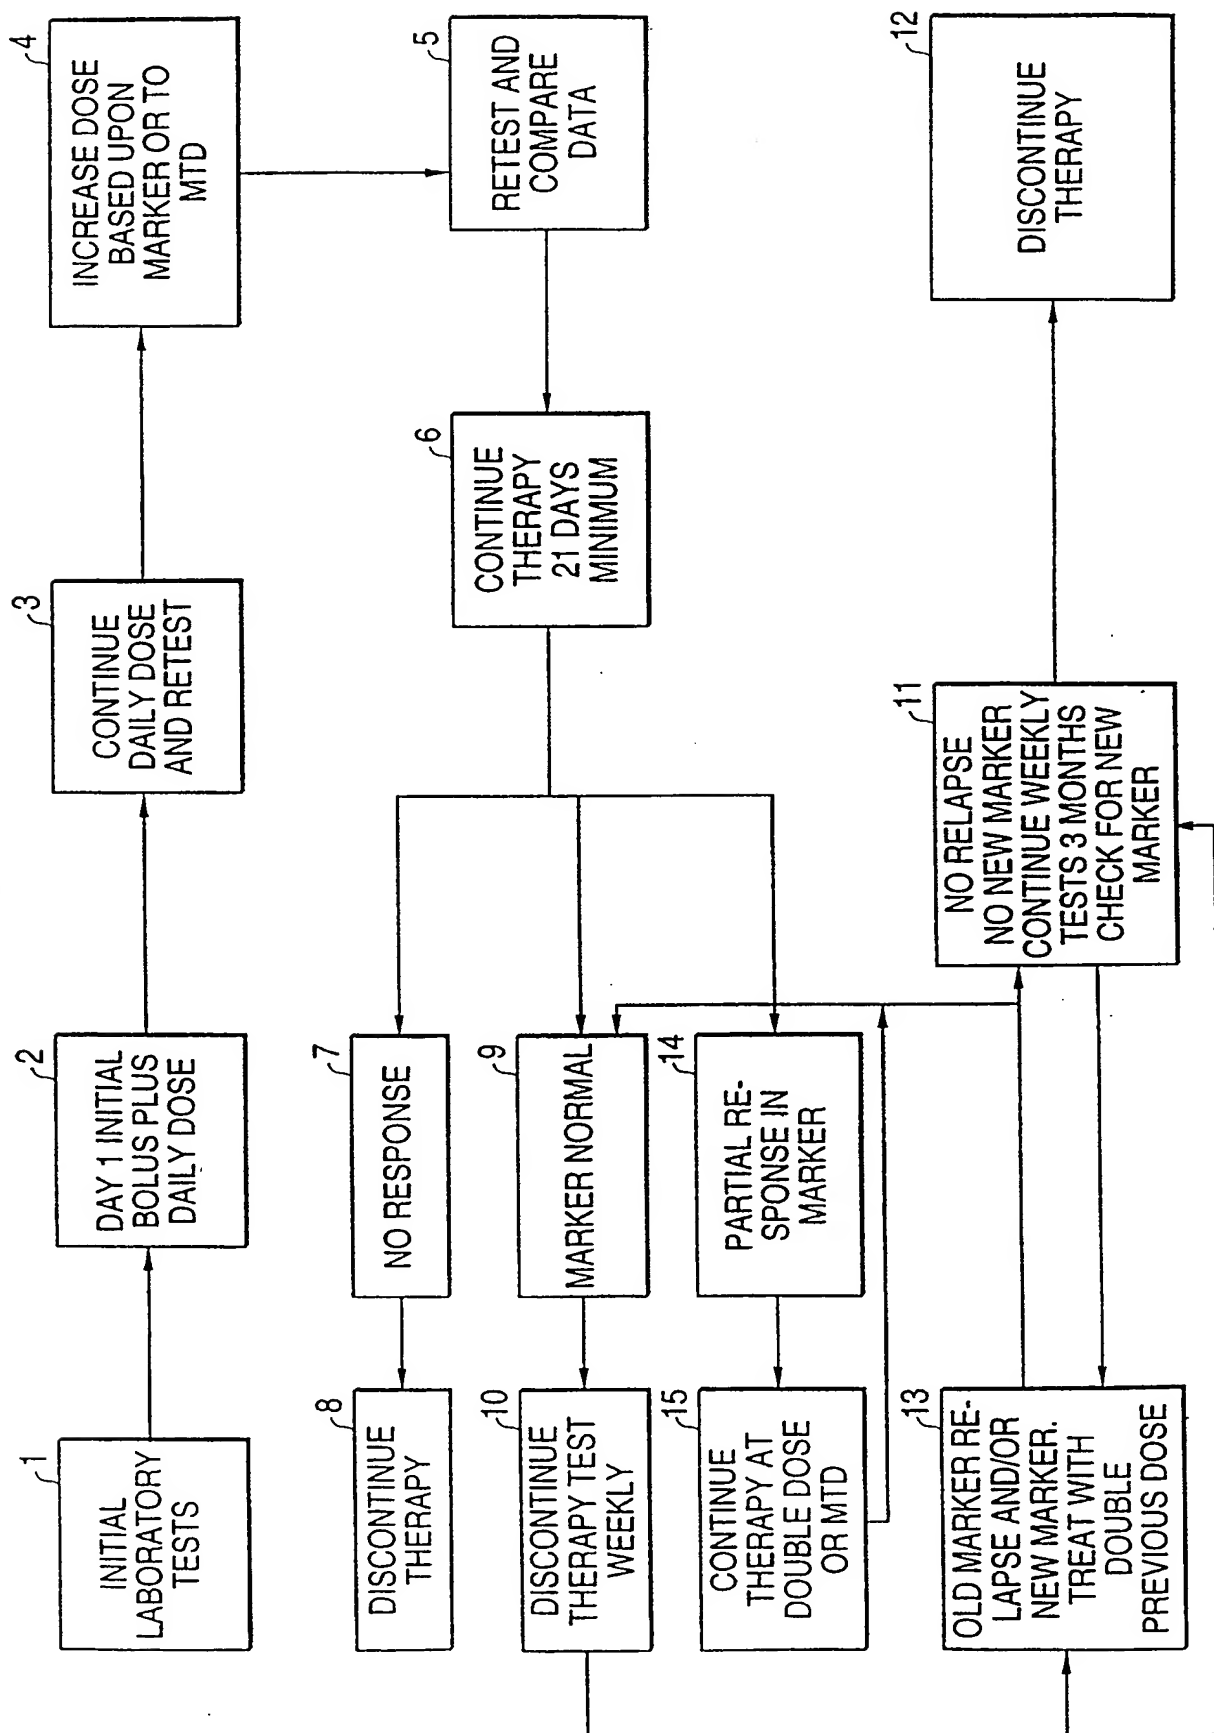 1
INITIAL
LABORATORY
TESTS
2
DAY 1 INITIAL
BOLUS PLUS
DAILY DOSE
3
CONTINUE
DAILY DOSE
AND RETEST
4
INCREASE DOSE
BASED UPON
MARKER OR TO
MTD
5
RETEST AND
COMPARE
DATA
6
CONTINUE
THERAPY
21 DAYS
MINIMUM
7
NO RESPONSE
8
DISCONTINUE
THERAPY
9
MARKER NORMAL
10
DISCONTINUE
THERAPY TEST
WEEKLY
11
NO RELAPSE
NO NEW MARKER
CONTINUE WEEKLY
TESTS 3 MONTHS
CHECK FOR NEW
MARKER
12
DISCONTINUE
THERAPY
13
OLD MARKER RE-
LAPSE AND/OR
NEW MARKER.
TREAT WITH
DOUBLE
PREVIOUS DOSE
14
PARTIAL RE-
SPONSE IN
MARKER
15
CONTINUE
THERAPY AT
DOUBLE DOSE
OR MTD